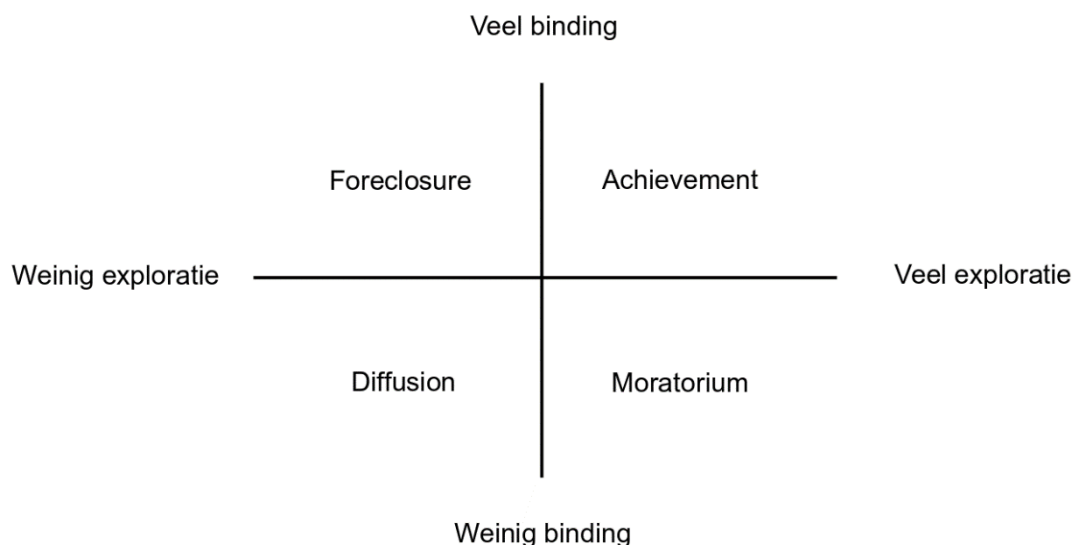 Veel binding
Foreclosure
Achievement
Weinig exploratie
Veel exploratie
Diffusion
Moratorium
Weinig binding